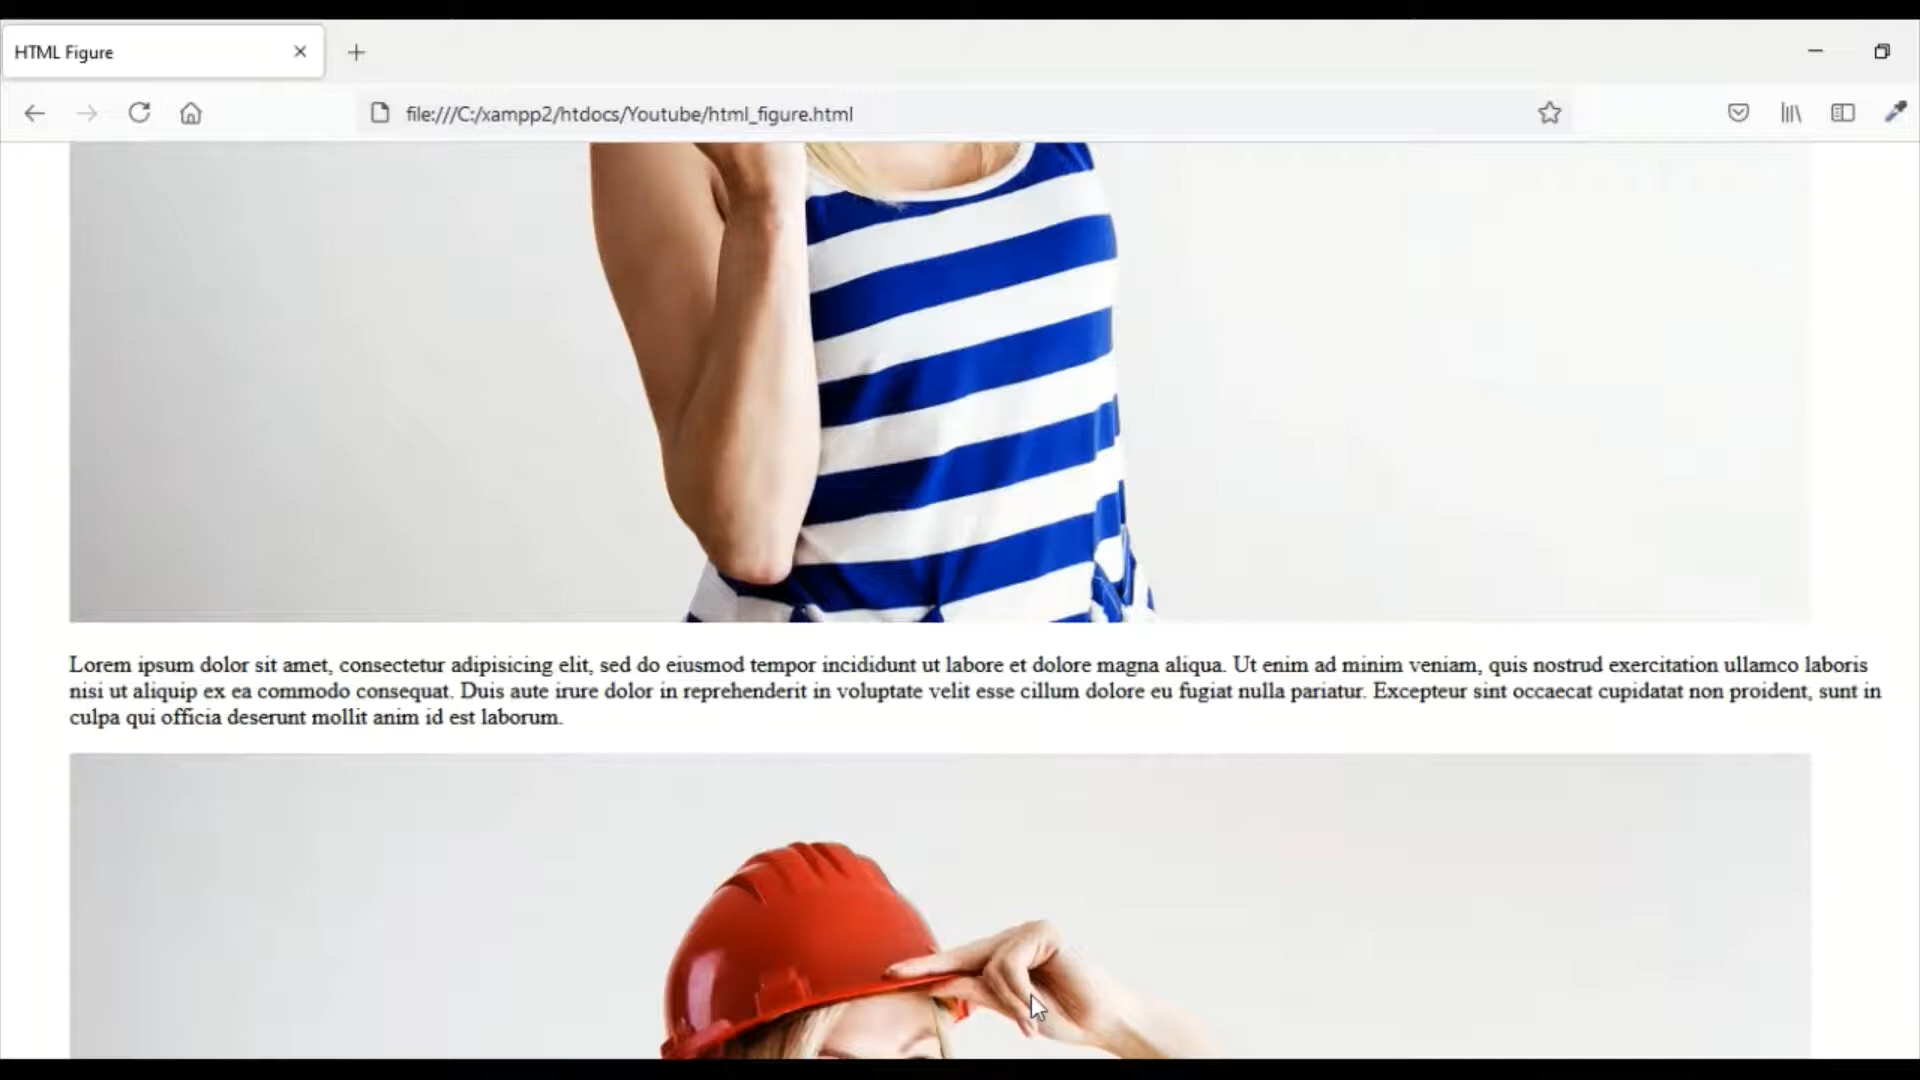 HTML Figure
file:///C:/xampp2/htdocs/Youtube/html_figure.html
Lorem ipsum dolor sit amet, consectetur adipisicing elit, sed do eiusmod tempor incididunt ut labore et dolore magna aliqua. Ut enim ad minim veniam, quis nostrud exercitation ullamco laboris
nisi ut aliquip ex ea commodo consequat. Duis aute irure dolor in reprehenderit in voluptate velit esse cillum dolore eu fugiat nulla pariatur. Excepteur sint occaecat cupidatat non proident, sunt in
culpa qui officia deserunt mollit anim id est laborum.